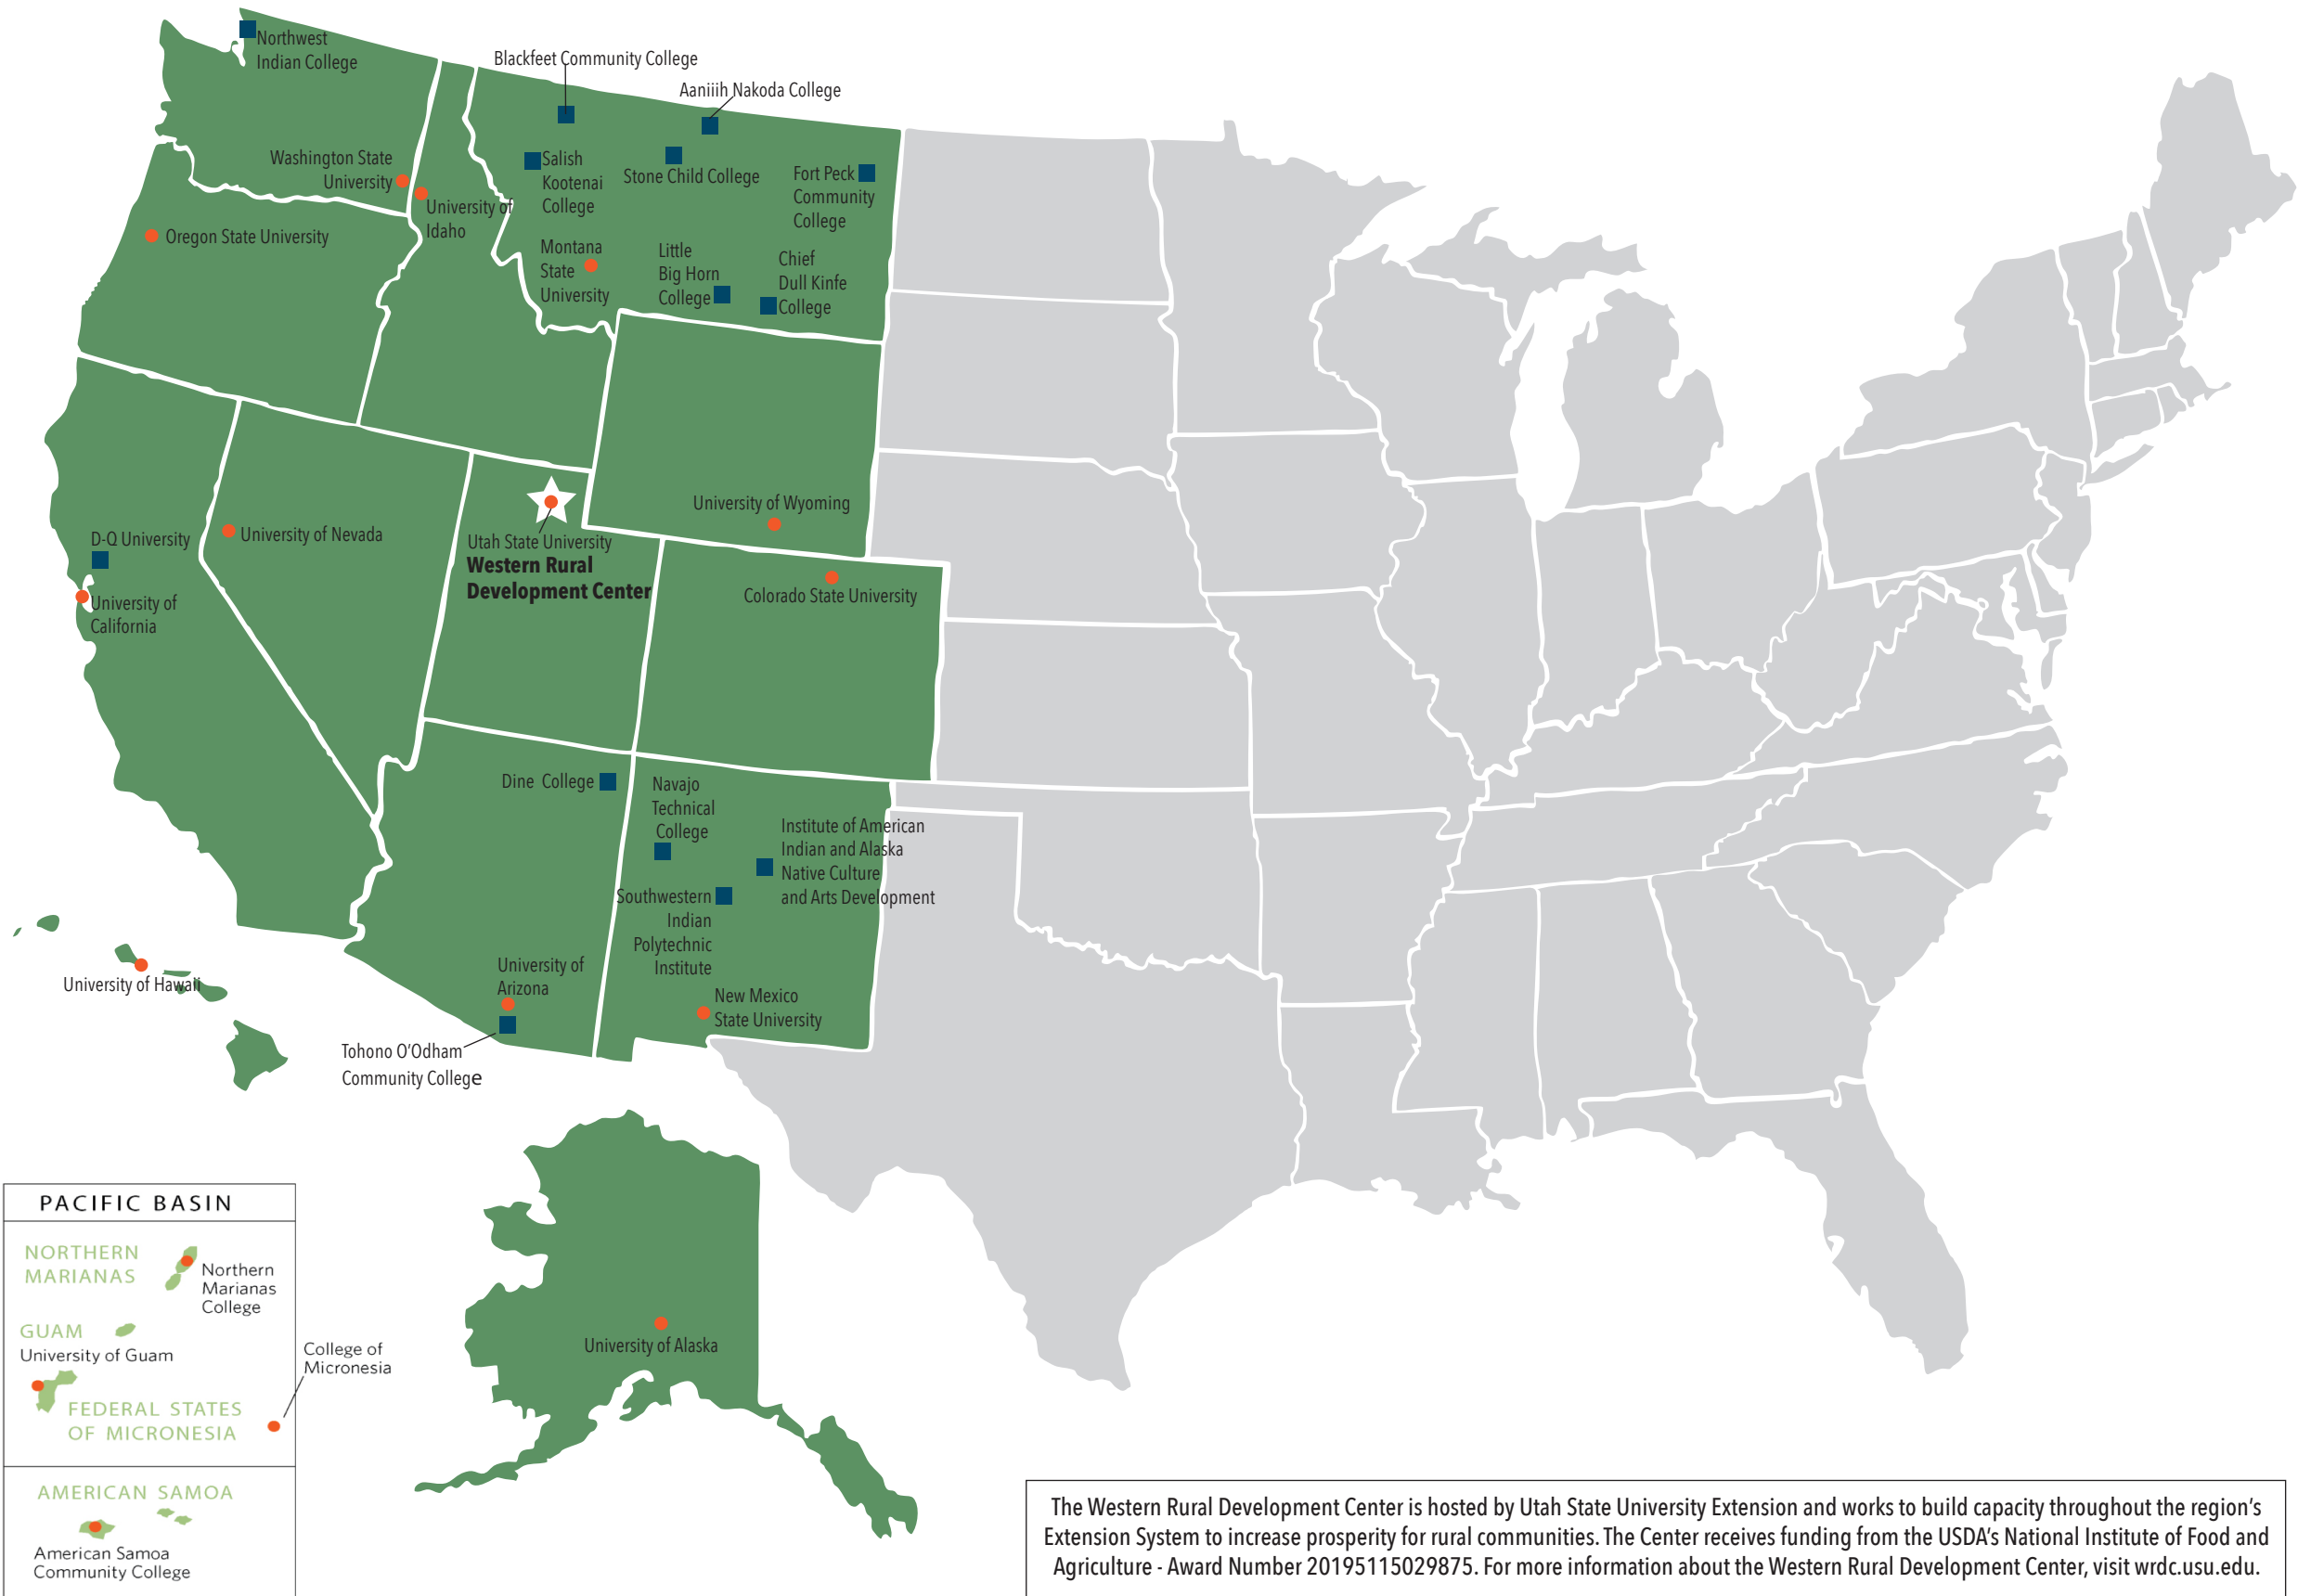 Northwest
Indian College
Blackfeet Community College
Aaniiih Nakoda College
Washington State
University
Salish
Kootenai
College
Stone Child College
Fort Peck
Community
College
University of
Idaho
Oregon State University
Montana
State
University
Little
Big Horn
College
Chief
Dull Kinfe
College
University of Wyoming
D-Q University
University of Nevada
Utah State University
Western Rural
Development Center
Colorado State University
University of
California
Dine College
Navajo
Technical
College
Institute of American
Indian and Alaska
Native Culture
and Arts Development
Southwestern
Indian
Polytechnic
Institute
University of
Arizona
University of Hawaii
New Mexico
State University
Tohono O'Odham
Community College
University of Alaska
PACIFIC BASIN
NORTHERN
MARIANAS
Northern
Marianas
College
GUAM
University of Guam
College of
Micronesia
FEDERAL STATES
OF MICRONESIA
AMERICAN SAMOA
American Samoa
Community College
The Western Rural Development Center is hosted by Utah State University Extension and works to build capacity throughout the region's
Extension System to increase prosperity for rural communities. The Center receives funding from the USDA's National Institute of Food and
Agriculture - Award Number 20195115029875. For more information about the Western Rural Development Center, visit wrdc.usu.edu.